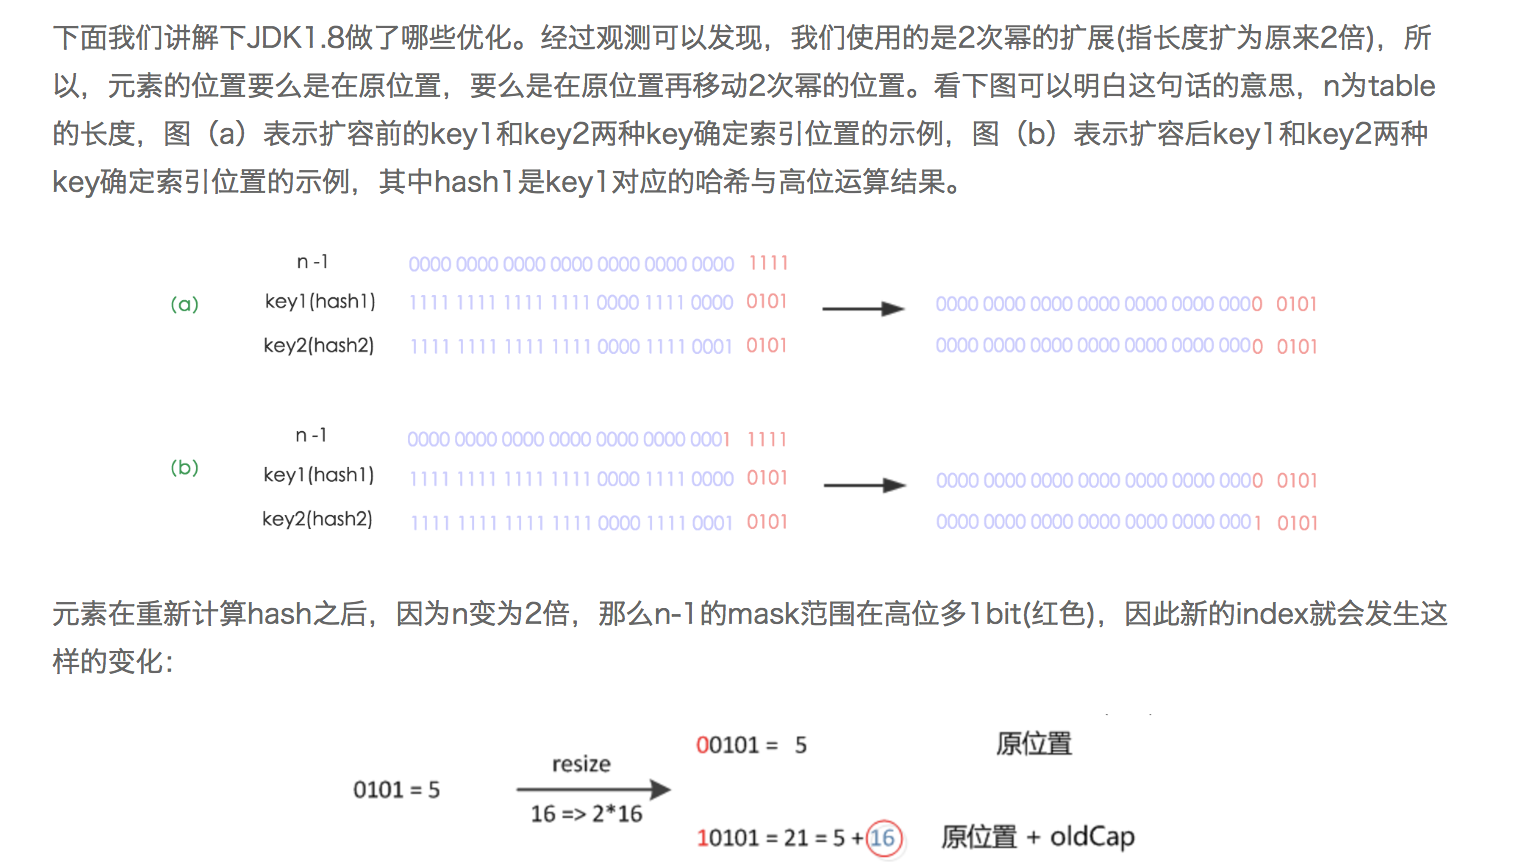 下面我们讲解下JDK1.8做了哪些优化。经过观测可以发现，我们使用的是2次幂的扩展(指长度扩为原来2倍)，所
以，元素的位置要么是在原位置，要么是在原位置再移动2次幂的位置。看下图可以明白这句话的意思，n为table
的长度，图（a）表示扩容前的key1和key2两种key确定索引位置的示例，图（b）表示扩容后key1和key2两种
key确定索引位置的示例，其中hash1是key1对应的哈希与高位运算结果。
n -1 0000 0000 0000 0000 0000 0000 0000 1111
(a) key1(hash1) 1111 1111 1111 1111 0000 1111 0000 0101 0000 0000 0000 0000 0000 0000 0000 0101
key2(hash2) 1111 1111 1111 1111 0000 1111 0001 0101 0000 0000 0000 0000 0000 0000 0000 0101
n -1 0000 0000 0000 0000 0000 0000 0001 1111
(b) key1(hash1) 1111 1111 1111 1111 0000 1111 0000 0101 0000 0000 0000 0000 0000 0000 0000 0101
key2(hash2) 1111 1111 1111 1111 0000 1111 0001 0101 0000 0000 0000 0000 0000 0000 0001 0101
元素在重新计算hash之后，因为n变为2倍，那么n-1的mask范围在高位多1bit(红色)，因此新的index就会发生这
样的变化：
00101 = 5 原位置
resize
0101 = 5
16 => 2*16
10101 = 21 = 5 + 16 原位置 + oldCap